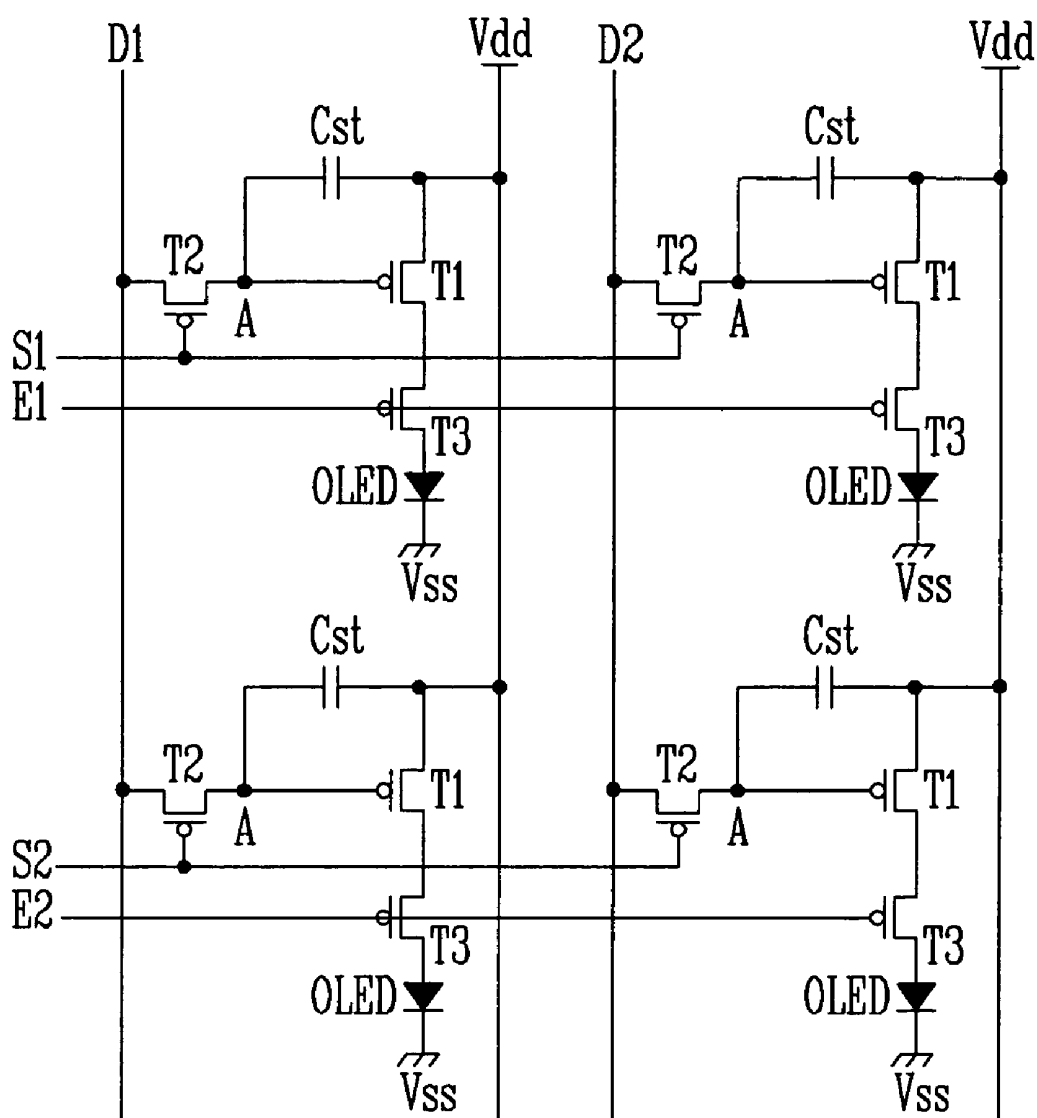 D1 Vdd D2 Vdd
Cst Cst
T2 T1 T2 T1
A A
S1
E1
T3 T3
OLED OLED
Vss Vss
Cst Cst
T2 T1 T2 T1
A A
S2
E2
T3 T3
OLED OLED
Vss Vss